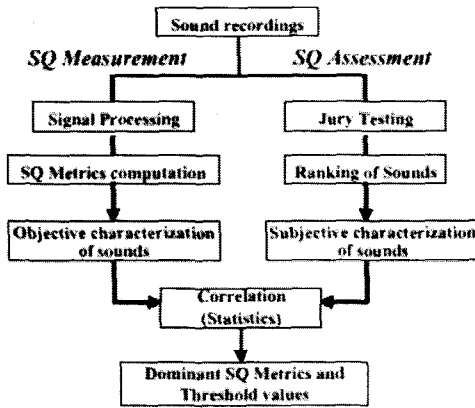 Sound recordings
SQ Measurement
SQ Assessment
Signal Processing
Jury Testing
SQ Metrics computation
Ranking of Sounds
Objective characterization
of sounds
Subjective characterization
of sounds
Correlation
(Statistics)
Dominant SQ Metrics and
Threshold values